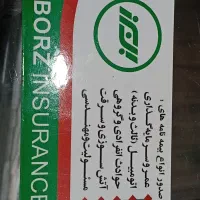 BORZ INSURANCE
البرز
صدور انواع بیمه نامه های :
عمر و سرمایه گذاری
اتومبیل (ثالث و بدنه)
حوادث انفرادی و گروهی
آتش سوزی و سرقت
مسئولیت و مهندسی